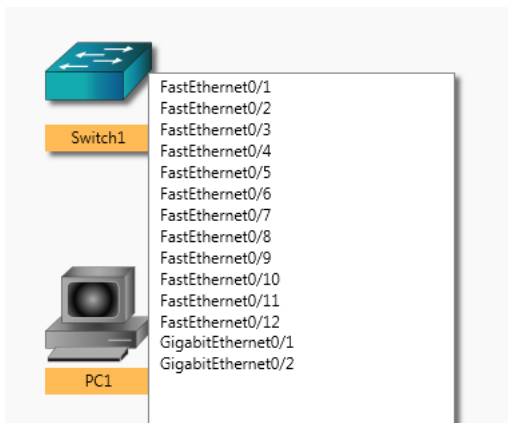 Switch1
FastEthernet0/1
FastEthernet0/2
FastEthernet0/3
FastEthernet0/4
FastEthernet0/5
FastEthernet0/6
FastEthernet0/7
FastEthernet0/8
FastEthernet0/9
FastEthernet0/10
FastEthernet0/11
FastEthernet0/12
GigabitEthernet0/1
GigabitEthernet0/2
PC1